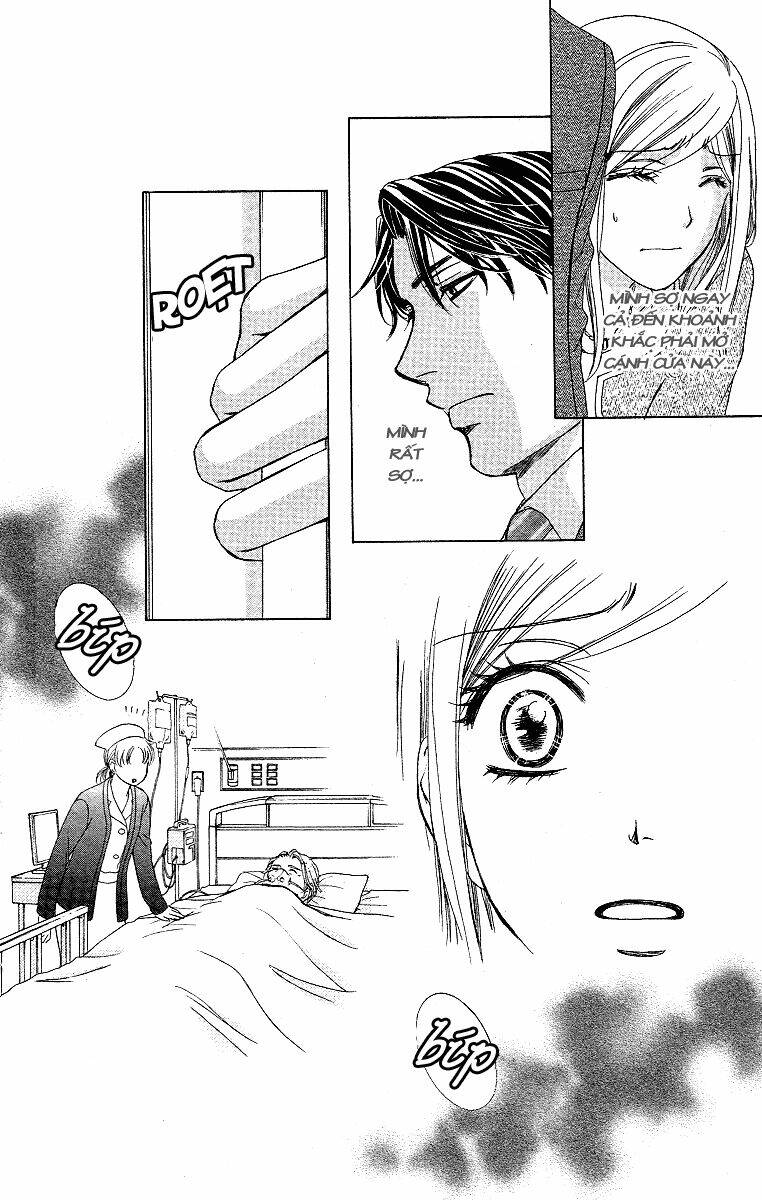 MÌNH SỢ NGAY
CẢ ĐẾN KHOẢNH
KHẮC PHẢI MỞ
CÁNH CỬA NÀY...
MÌNH
RẤT
SỢ...
ROẸT
bíp
bíp